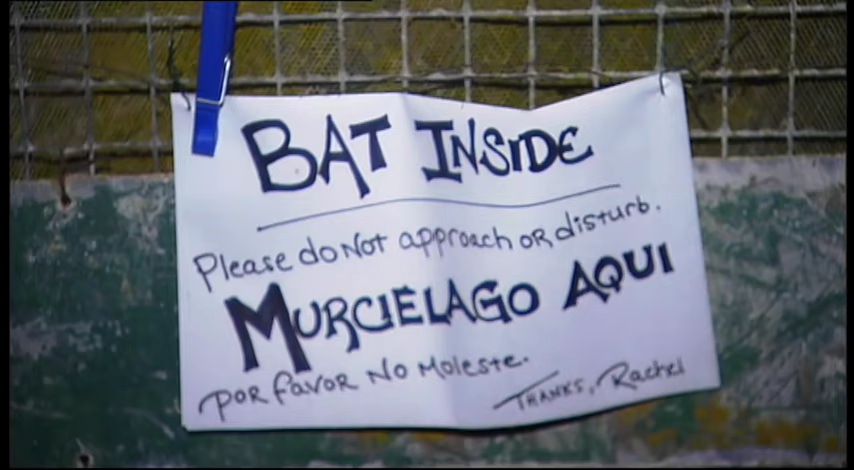 BAT INSIDE
Please do Not approach oR disturb.
MURCIELAGO AQUI
poR favoR No Moleste.
THANKS, Rachel